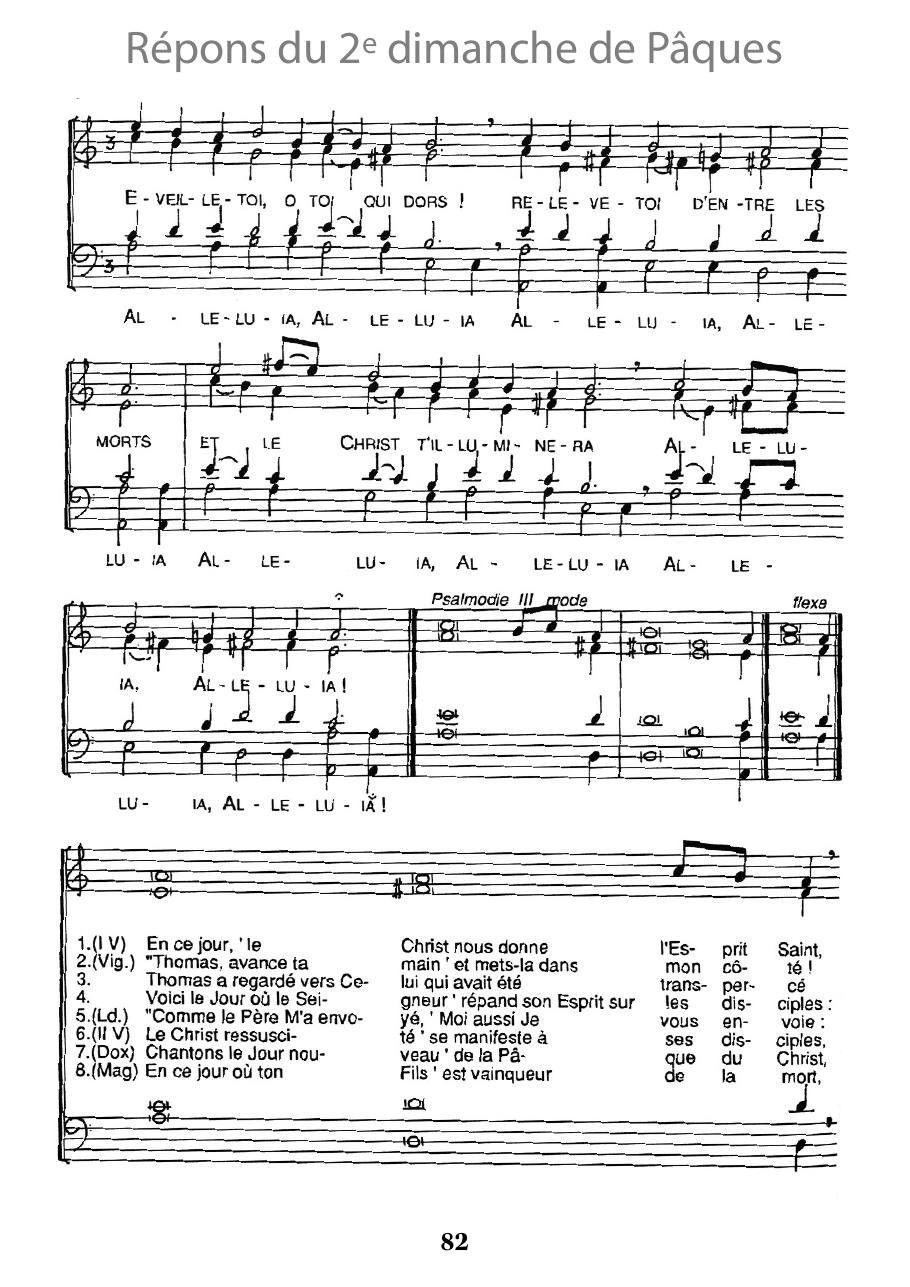 Répons du 2e dimanche de Pâques
3
E - VEIL - LE - TOI, O TOI QUI DORS ! RE - LE - VE - TOI D'EN - TRE LES
3
AL - LE - LU - IA, AL - LE - LU - IA AL - LE - LU - IA, AL - LE -
MORTS ET LE CHRIST T'IL - LU - MI - NE - RA AL - LE - LU -
LU - IA AL - LE - LU - IA, AL - LE - LU - IA AL - LE -
Psalmodie III mode flexe
IA, AL - LE - LU - IA !
LU - IA, AL - LE - LU - IA !
1.(I V) En ce jour, ' le Christ nous donne l'Es- prit Saint,
2.(Vig.) "Thomas, avance ta main ' et mets-la dans mon cô- té !
3. Thomas a regardé vers Ce- lui qui avait été trans- per- cé
4. Voici le Jour où le Sei- gneur ' répand son Esprit sur les dis- ciples :
5.(Ld.) "Comme le Père M'a envo- yé, ' Moi aussi Je vous en- voie :
6.(II V) Le Christ ressusci- té ' se manifeste à ses dis- ciples,
7.(Dox) Chantons le Jour nou- veau ' de la Pâ- que du Christ,
8.(Mag) En ce jour où ton Fils ' est vainqueur de la mort,
82